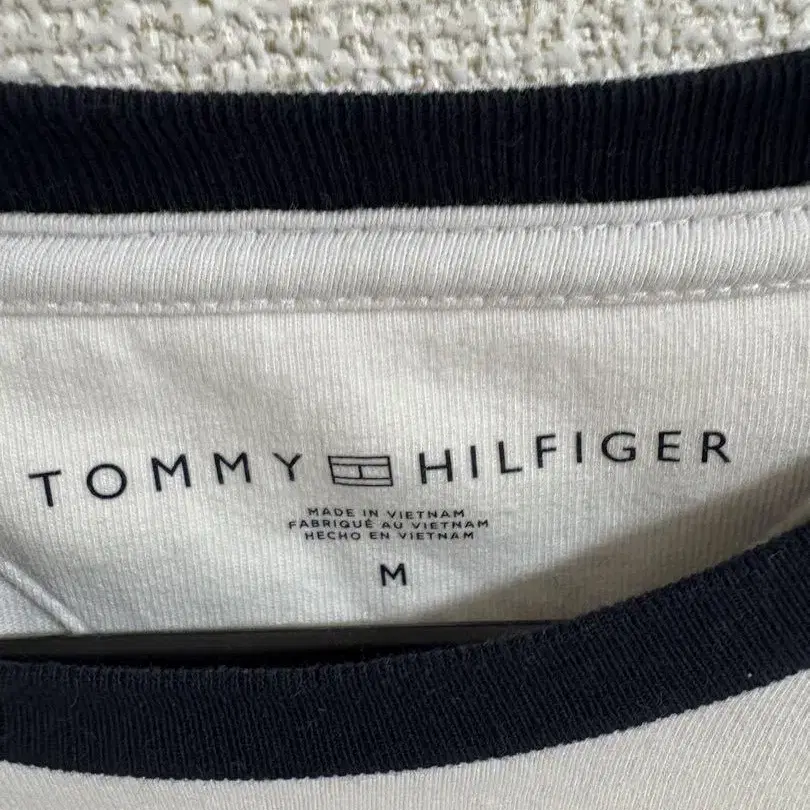 TOMMY HILFIGER
MADE IN VIETNAM
FABRIQUÉ AU VIETNAM
HECHO EN VIETNAM
M